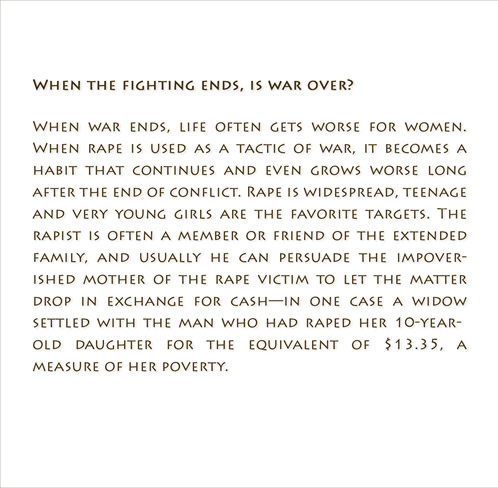 When the fighting ends, is war over?
When war ends, life often gets worse for women.
When rape is used as a tactic of war, it becomes a
habit that continues and even grows worse long
after the end of conflict. Rape is widespread, teenage
and very young girls are the favorite targets. The
rapist is often a member or friend of the extended
family, and usually he can persuade the impover-
ished mother of the rape victim to let the matter
drop in exchange for cash—in one case a widow
settled with the man who had raped her 10-year-
old daughter for the equivalent of $13.35, a
measure of her poverty.